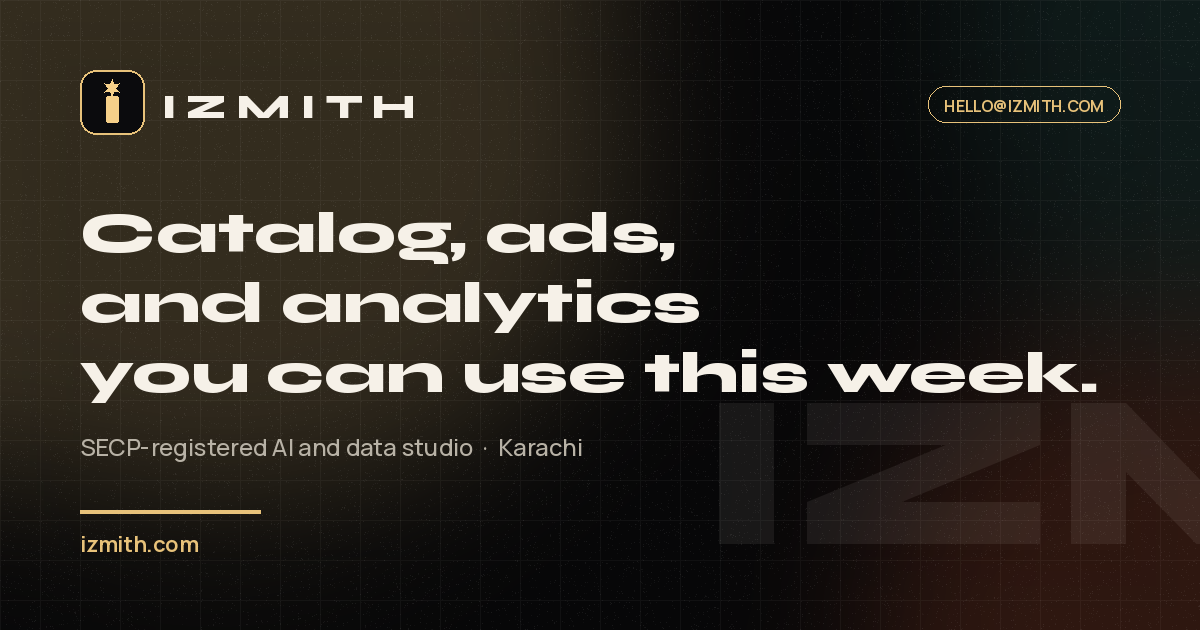 IZMITH
HELLO@IZMITH.COM
Catalog, ads,
and analytics
you can use this week.
SECP-registered AI and data studio · Karachi
izmith.com
IZ